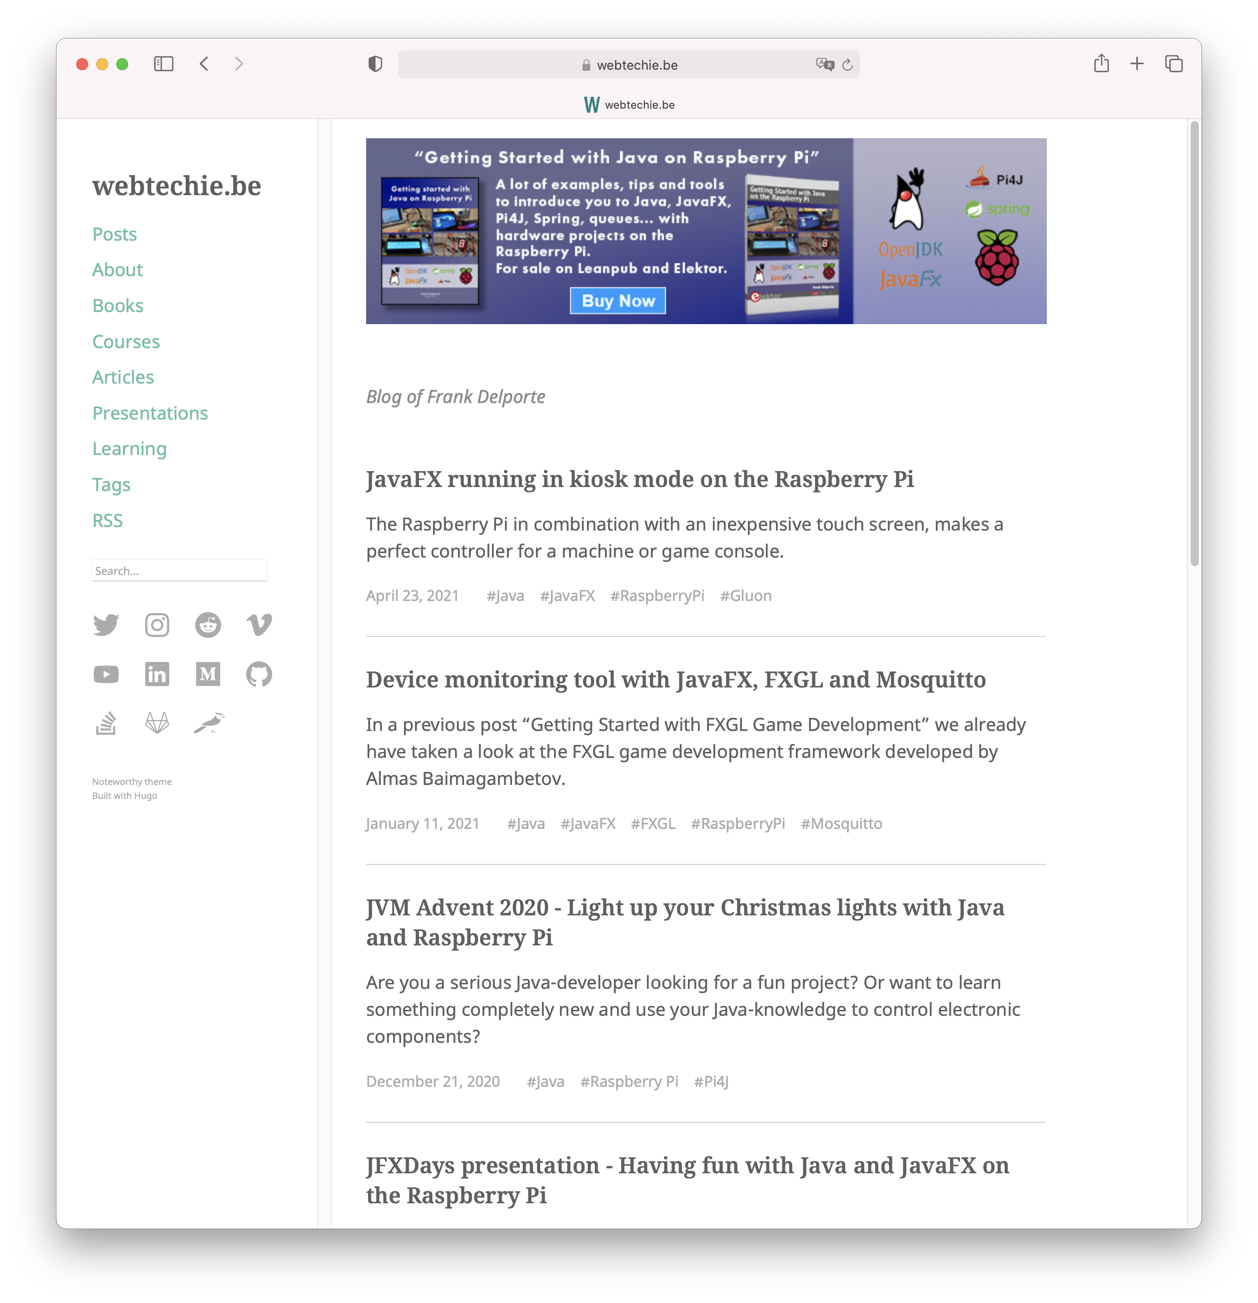 webtechie.be
webtechie.be
webtechie.be
Posts
About
Books
Courses
Articles
Presentations
Learning
Tags
RSS
Search...
Noteworthy theme
Built with Hugo
“Getting Started with Java on Raspberry Pi”
Getting started with
Java on Raspberry Pi
A lot of examples, tips and tools
to introduce you to Java, JavaFX,
Pi4J, Spring, queues... with
hardware projects on the
Raspberry Pi.
For sale on Leanpub and Elektor.
Buy Now
Getting Started with Java
on the Raspberry Pi
elektor
Pi4J
spring
OpenJDK
JavaFx
Blog of Frank Delporte
JavaFX running in kiosk mode on the Raspberry Pi
The Raspberry Pi in combination with an inexpensive touch screen, makes a
perfect controller for a machine or game console.
April 23, 2021 #Java #JavaFX #RaspberryPi #Gluon
Device monitoring tool with JavaFX, FXGL and Mosquitto
In a previous post “Getting Started with FXGL Game Development” we already
have taken a look at the FXGL game development framework developed by
Almas Baimagambetov.
January 11, 2021 #Java #JavaFX #FXGL #RaspberryPi #Mosquitto
JVM Advent 2020 - Light up your Christmas lights with Java
and Raspberry Pi
Are you a serious Java-developer looking for a fun project? Or want to learn
something completely new and use your Java-knowledge to control electronic
components?
December 21, 2020 #Java #Raspberry Pi #Pi4J
JFXDays presentation - Having fun with Java and JavaFX on
the Raspberry Pi